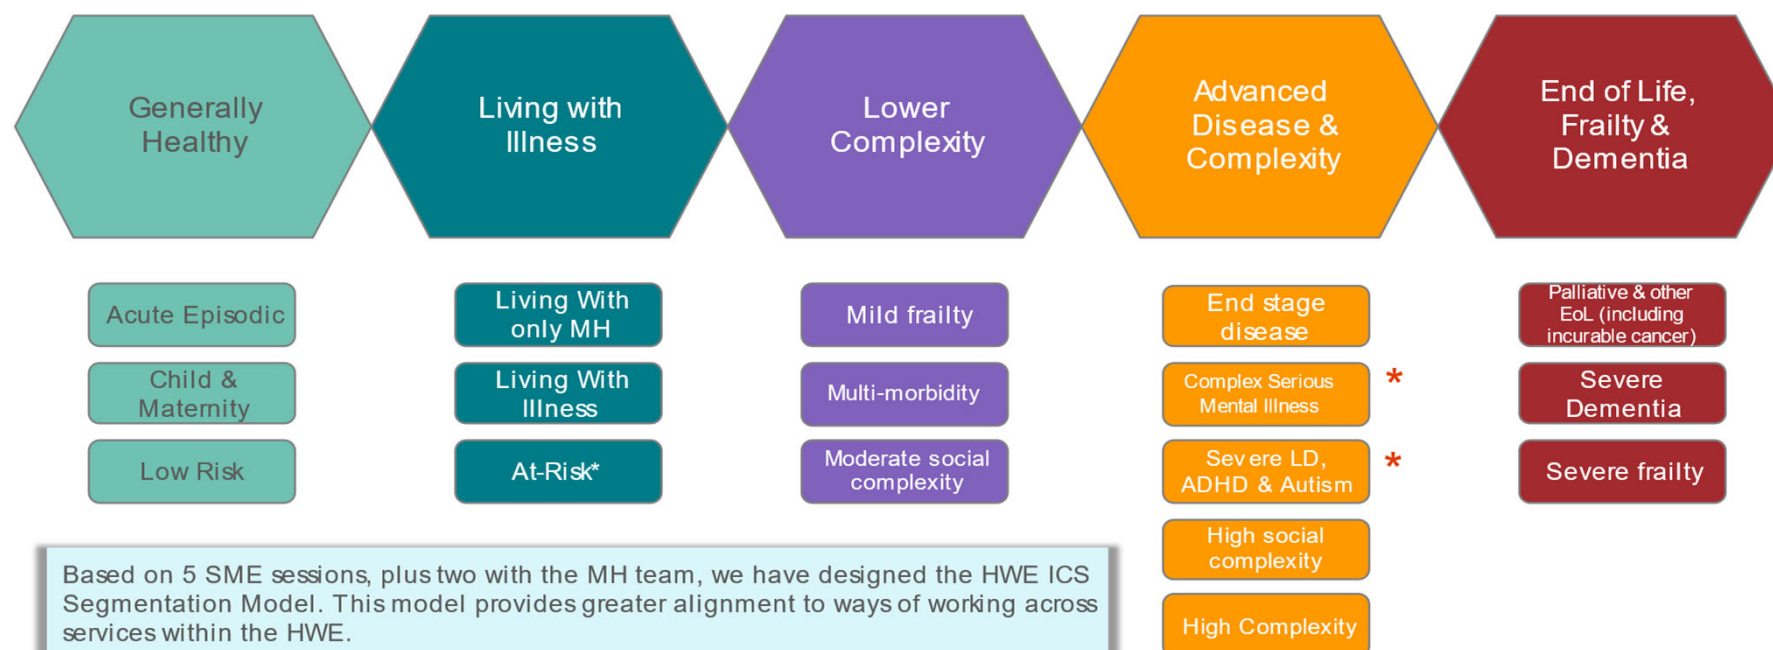 Generally
Healthy
Living with
Illness
Lower
Complexity
Advanced
Disease &
Complexity
End of Life,
Frailty &
Dementia
Acute Episodic
Child &
Maternity
Low Risk
Living With
only MH
Living With
Illness
At-Risk*
Mild frailty
Multi-morbidity
Moderate social
complexity
End stage
disease
Complex Serious
Mental Illness
*
Severe LD,
ADHD & Autism
*
High social
complexity
High Complexity
Palliative & other
EoL (including
incurable cancer)
Severe
Dementia
Severe frailty
Based on 5 SME sessions, plus two with the MH team, we have designed the HWE ICS
Segmentation Model. This model provides greater alignment to ways of working across
services within the HWE.